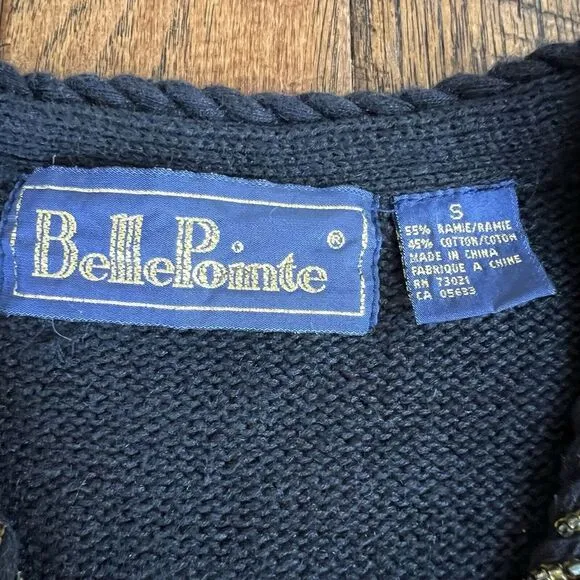 BellePointe ®
S
55% RAMIE/RAMIE
45% COTTON/COTON
MADE IN CHINA
FABRIQUE A CHINE
RN 73021
CA 05633